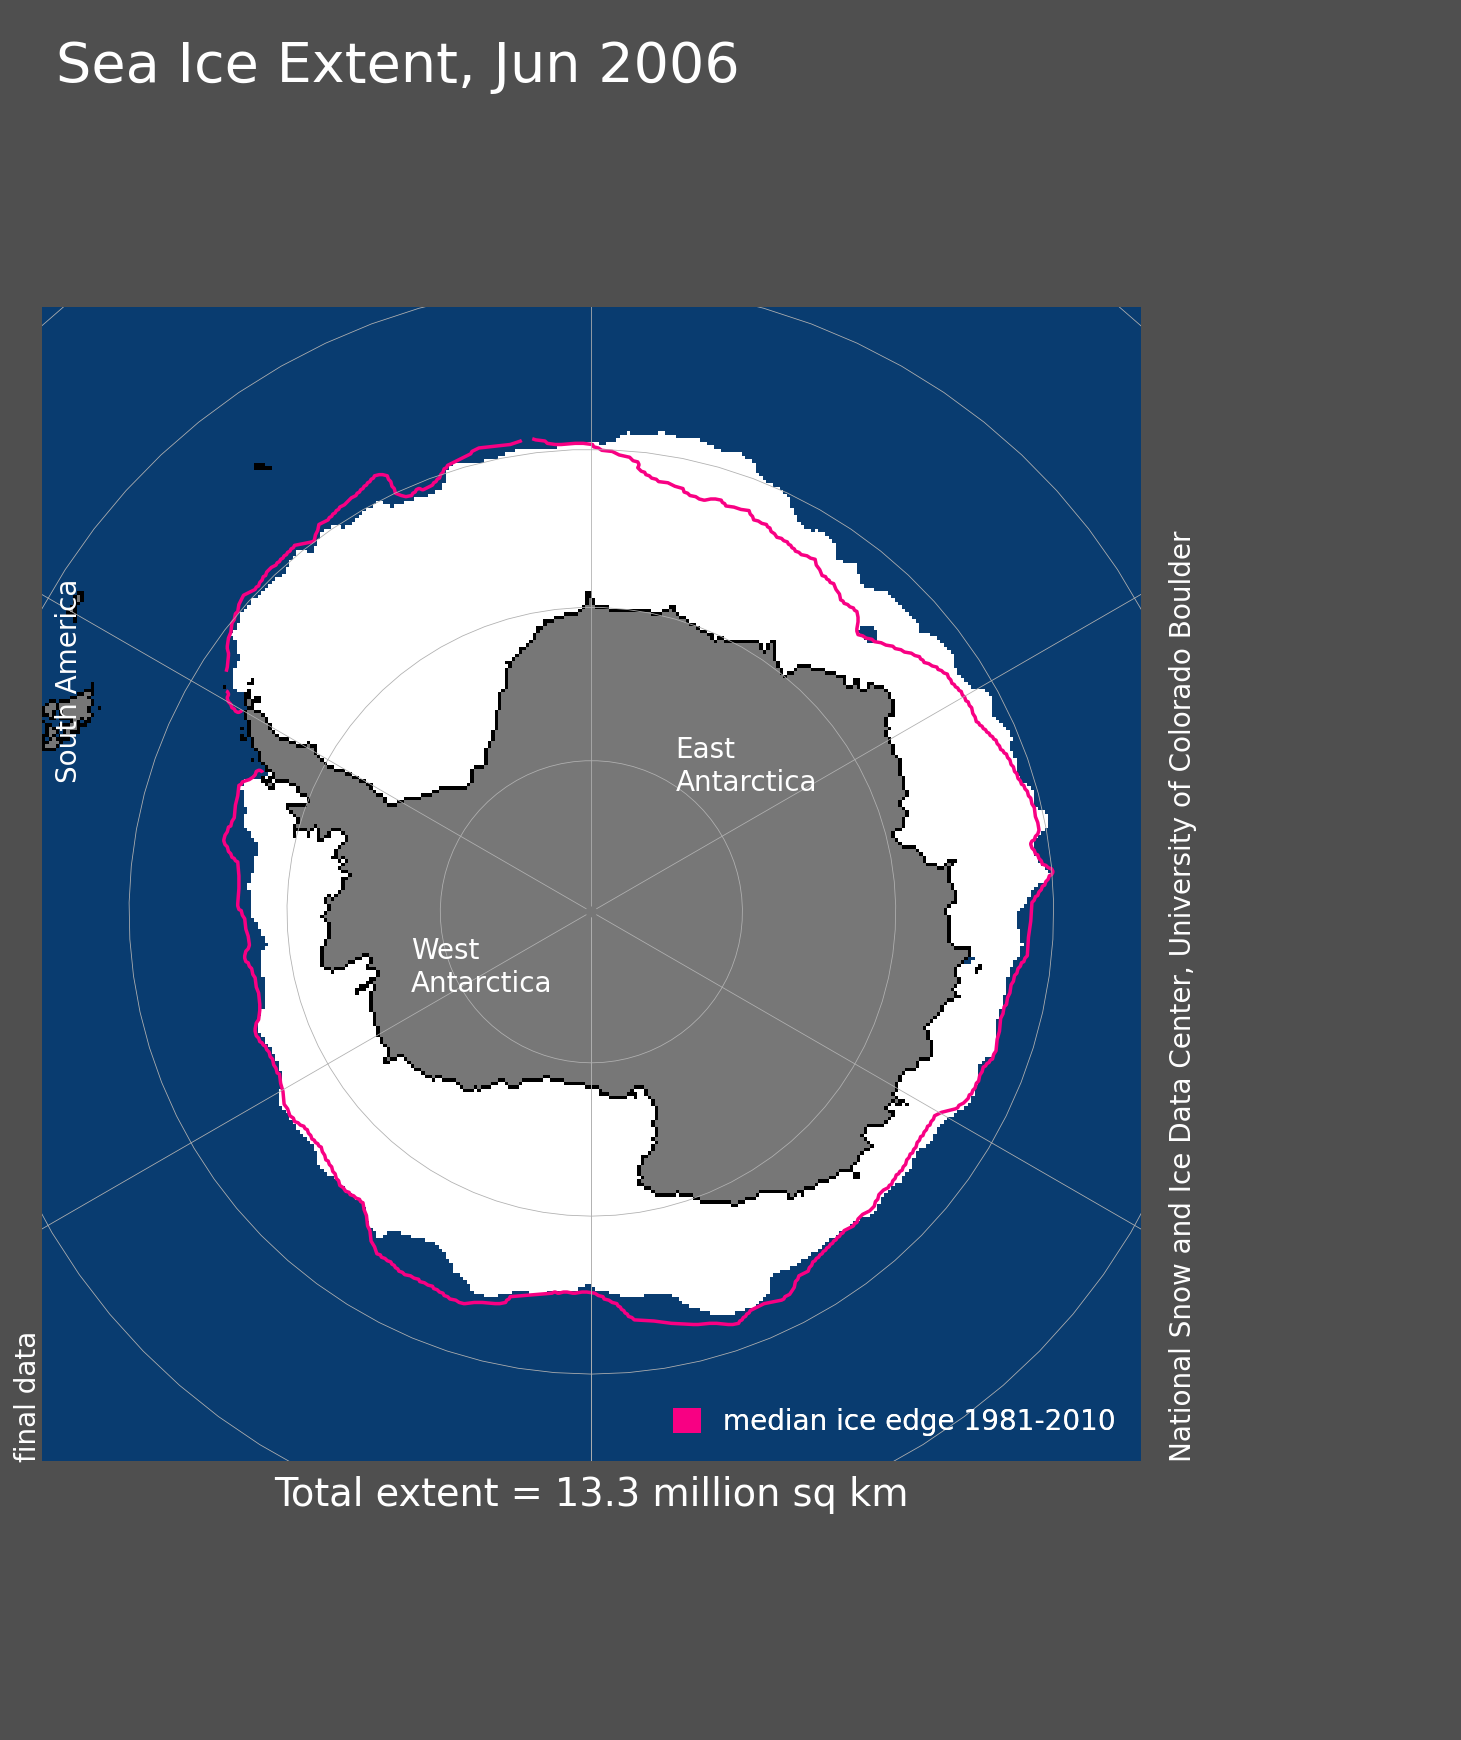 Sea Ice Extent, Jun 2006
South America
East
Antarctica
West
Antarctica
median ice edge 1981-2010
final data
National Snow and Ice Data Center, University of Colorado Boulder
Total extent = 13.3 million sq km